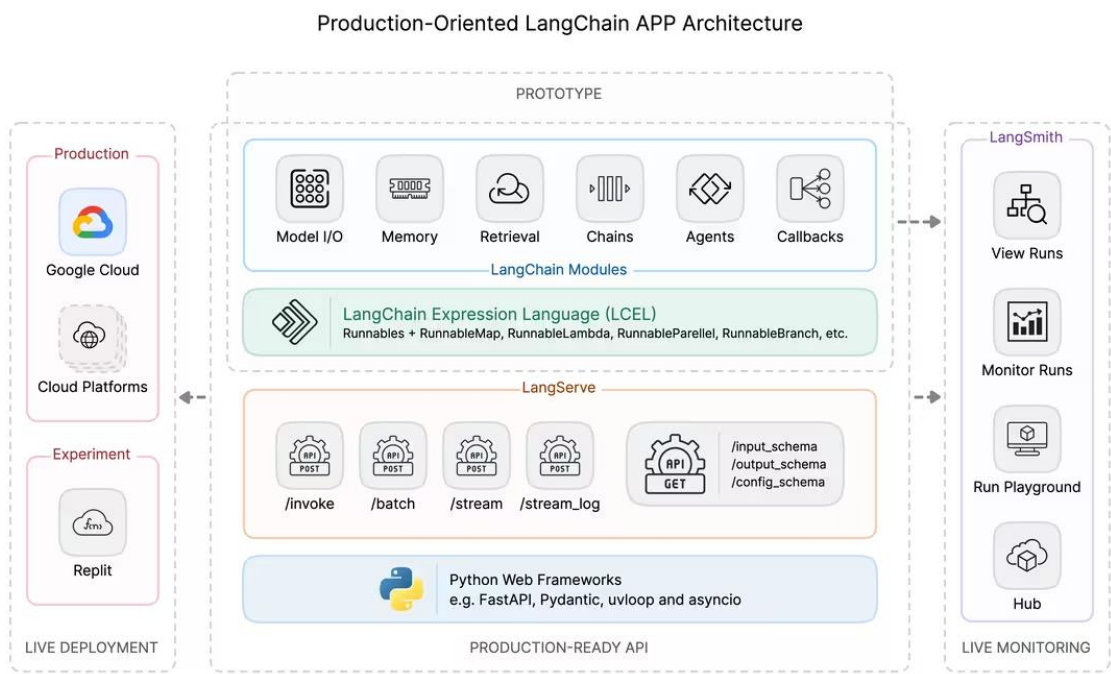 Production-Oriented LangChain APP Architecture
PROTOTYPE
Production
Google Cloud
Cloud Platforms
Experiment
f(m)
Replit
LIVE DEPLOYMENT
Model I/O
Memory
Retrieval
Chains
Agents
Callbacks
LangChain Modules
LangChain Expression Language (LCEL)
Runnables + RunnableMap, RunnableLambda, RunnableParellel, RunnableBranch, etc.
LangServe
API
POST
/invoke
API
POST
/batch
API
POST
/stream
API
POST
/stream_log
API
GET
/input_schema
/output_schema
/config_schema
Python Web Frameworks
e.g. FastAPI, Pydantic, uvloop and asyncio
PRODUCTION-READY API
LangSmith
View Runs
Monitor Runs
Run Playground
Hub
LIVE MONITORING